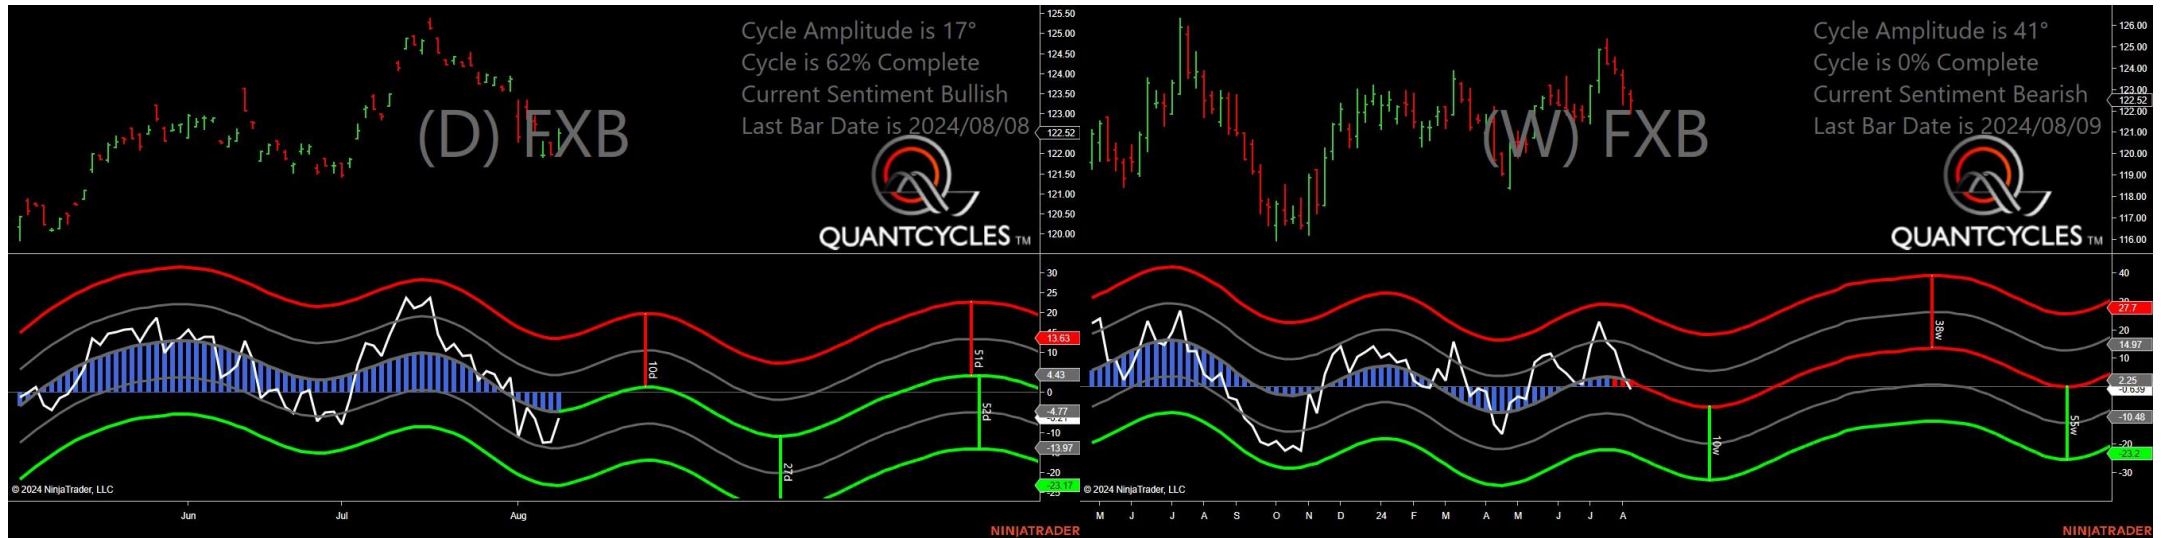 Cycle Amplitude is 17°
Cycle is 62% Complete
Current Sentiment Bullish
Last Bar Date is 2024/08/08
(D) FXB
QUANTCYCLES TM
125.50
125.00
124.50
124.00
123.50
123.00
122.52
122.00
121.50
121.00
120.50
120.00
30
25
20
13.63
10
4.43
0
-4.77
-10
-13.97
-20
-23.17
10d
27d
51d
52d
© 2024 NinjaTrader, LLC
Jun
Jul
Aug
NINJATRADER
Cycle Amplitude is 41°
Cycle is 0% Complete
Current Sentiment Bearish
Last Bar Date is 2024/08/09
(W) FXB
QUANTCYCLES TM
126.00
125.00
124.00
123.00
122.52
121.00
120.00
119.00
118.00
117.00
116.00
40
27.7
20
14.97
10
2.25
-0.639
-10.48
-20
-23.2
-30
38w
10w
55w
© 2024 NinjaTrader, LLC
M J J A S O N D 24 F M A M J J A
NINJATRADER